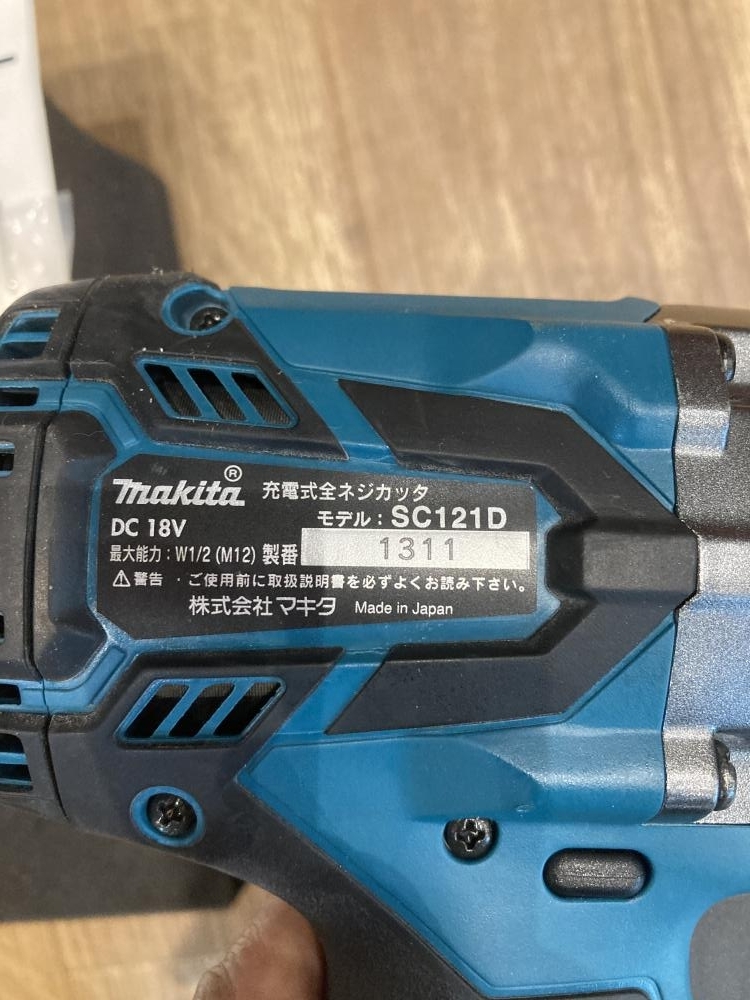 makita® 充電式全ネジカッタ
DC 18V モデル：SC121D
最大能力：W1/2 (M12) 製番 1311
⚠警告 ・ご使用前に取扱説明書を必ずよくお読み下さい。
株式会社マキタ Made in Japan